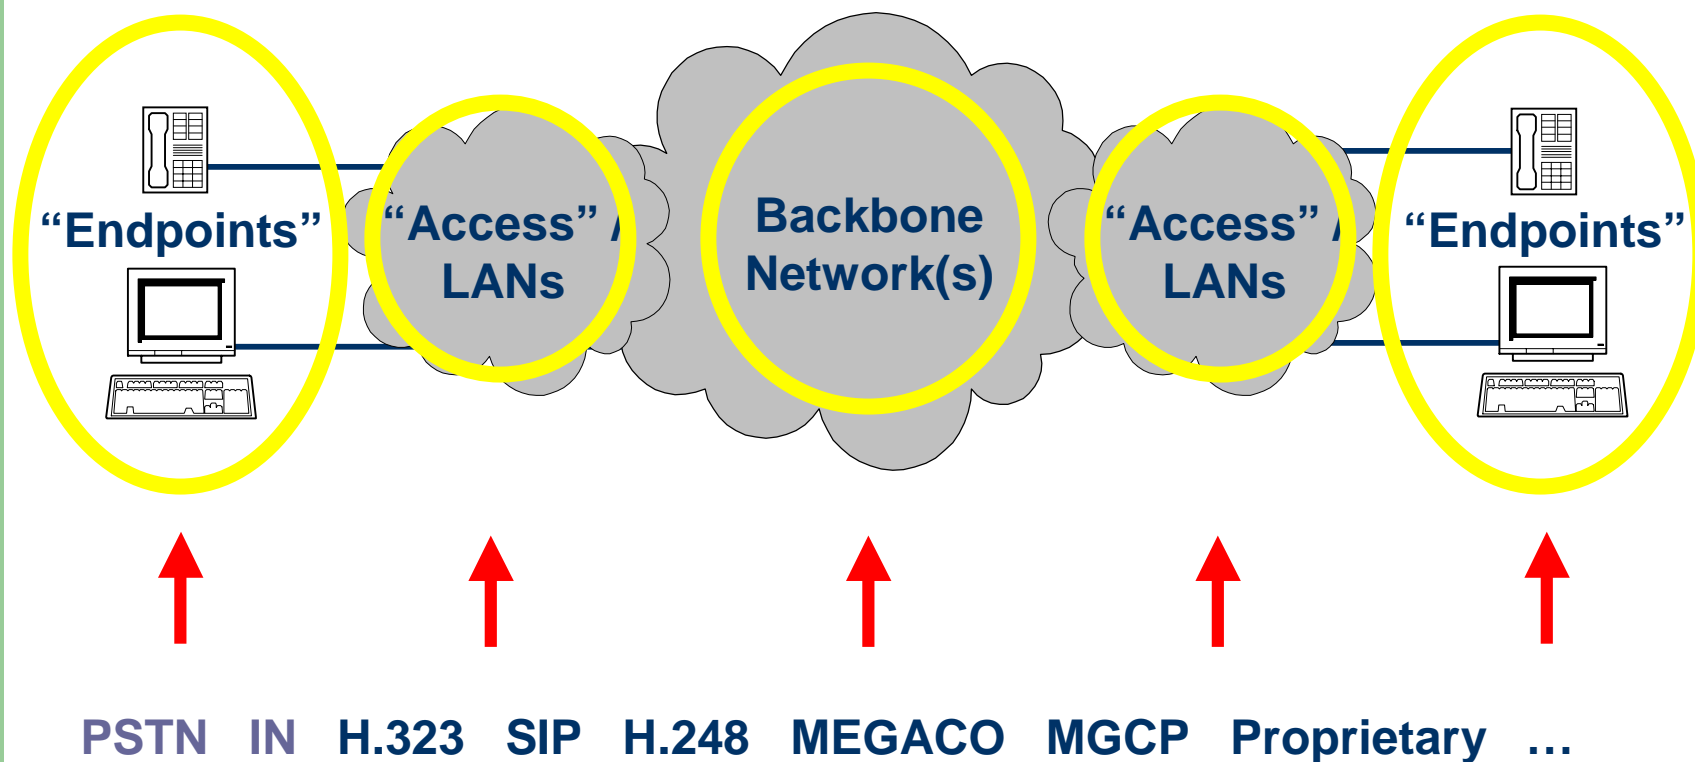 “Endpoints”
“Access” /
LANs
Backbone
Network(s)
“Access” /
LANs
“Endpoints”
PSTN IN H.323 SIP H.248 MEGACO MGCP Proprietary …